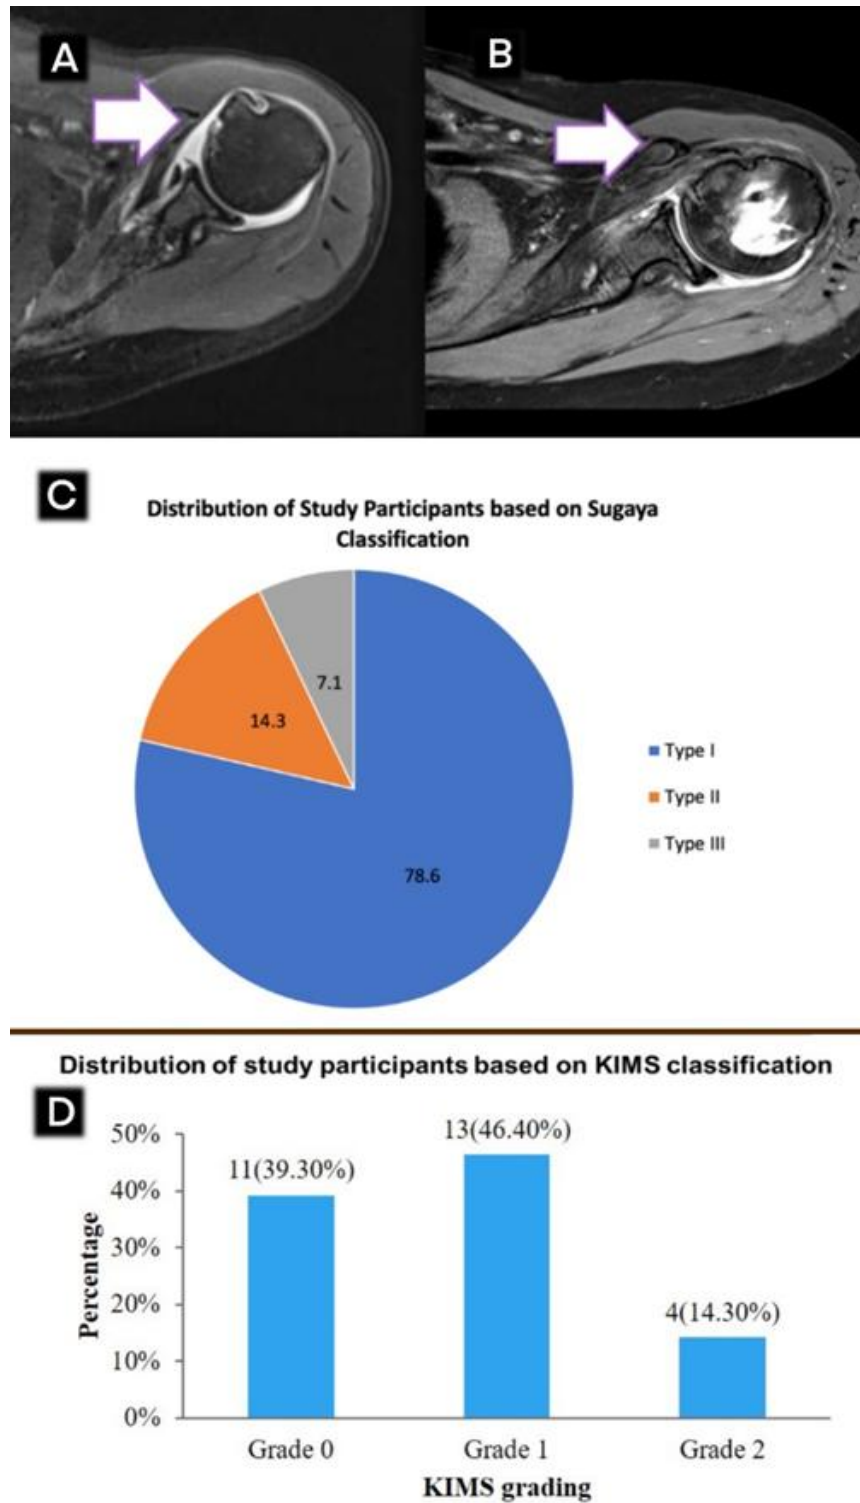 A
B
C
Distribution of Study Participants based on Sugaya
Classification
7.1
14.3
78.6
Type I
Type II
Type III
Distribution of study participants based on KIMS classification
D
50%
40%
30%
20%
10%
0%
Percentage
11(39.30%)
13(46.40%)
4(14.30%)
Grade 0
Grade 1
Grade 2
KIMS grading